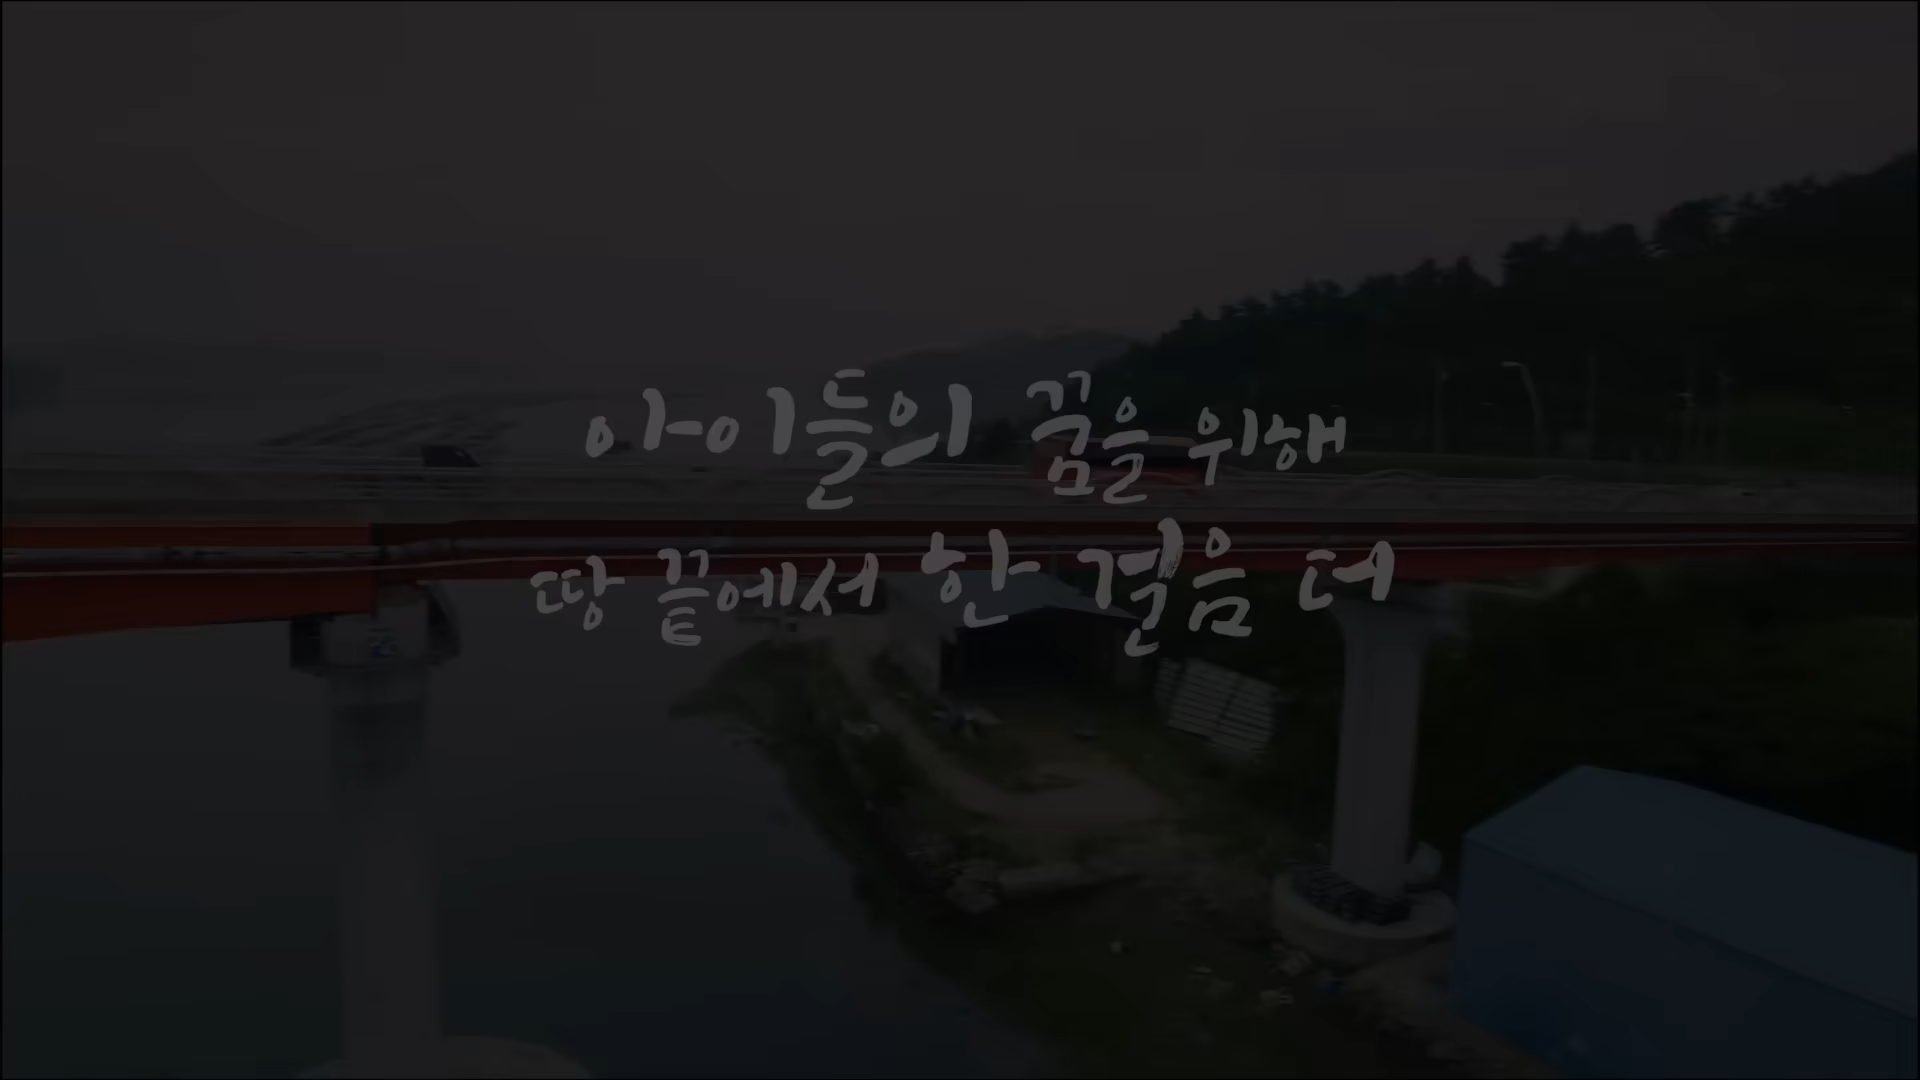 아이들의 꿈을 위해
땅 끝에서 한 걸음 더